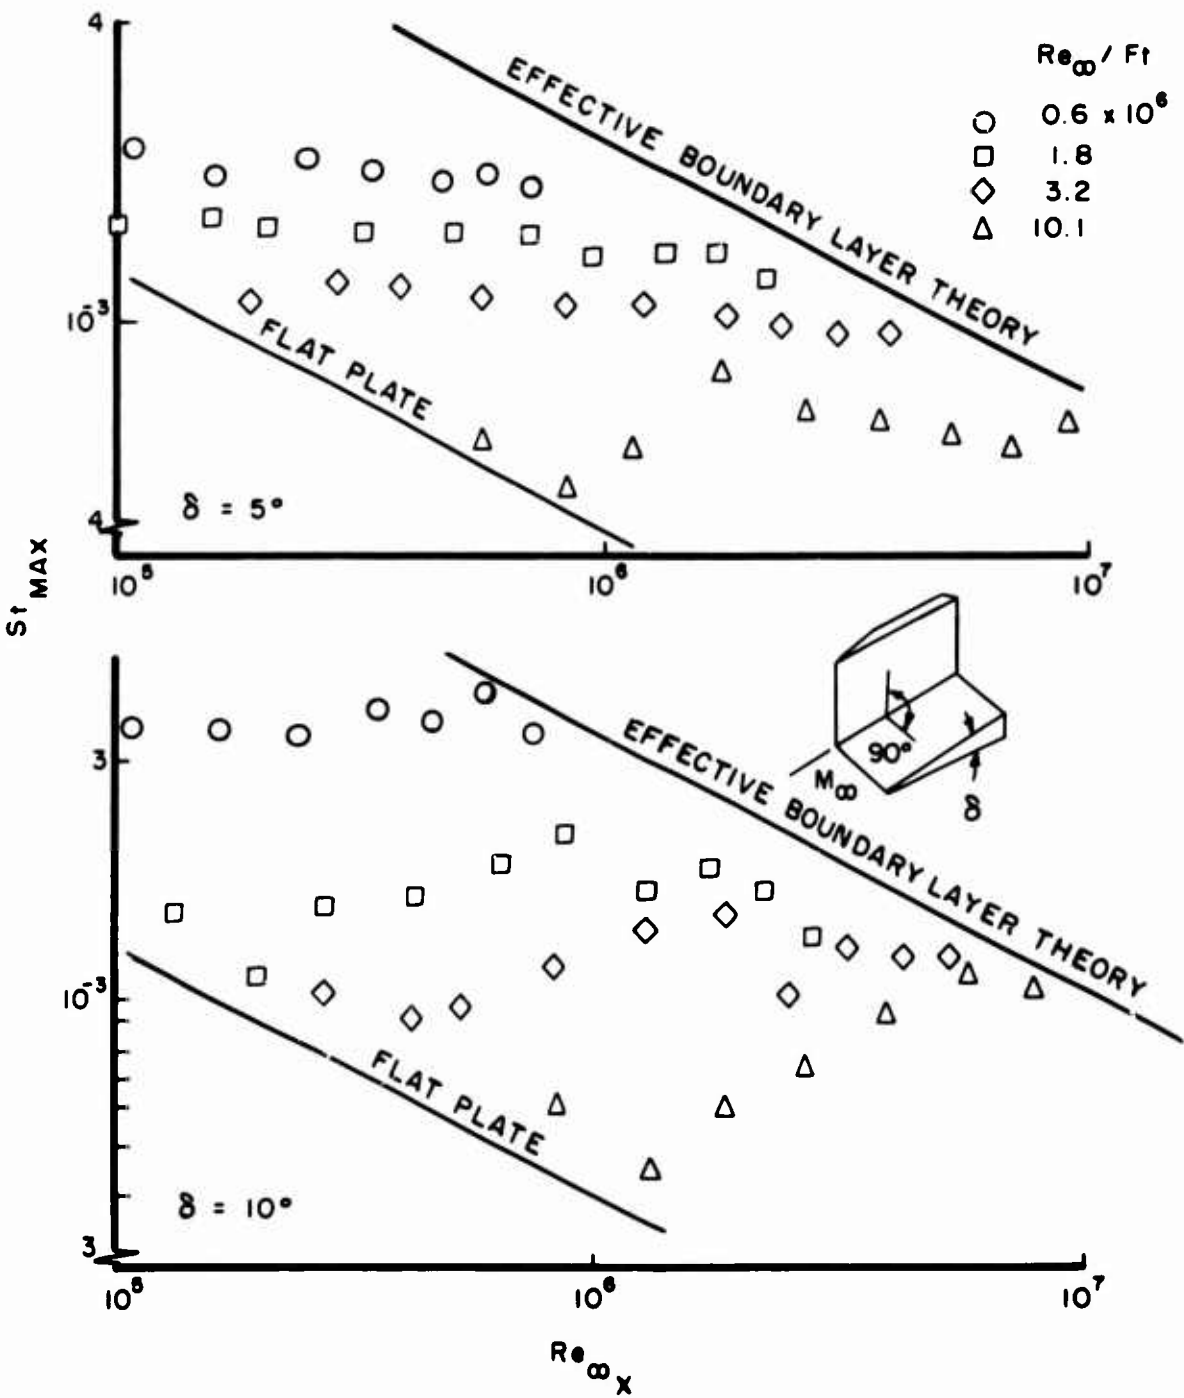 4
Re∞ / Ft
0.6 × 10⁶
1.8
3.2
10.1
EFFECTIVE BOUNDARY LAYER THEORY
10⁻³
FLAT PLATE
δ = 5°
4
10⁵
10⁶
10⁷
St MAX
90°
M∞
δ
EFFECTIVE BOUNDARY LAYER THEORY
3
10⁻³
FLAT PLATE
δ = 10°
3
10⁵
10⁶
10⁷
Re∞ X